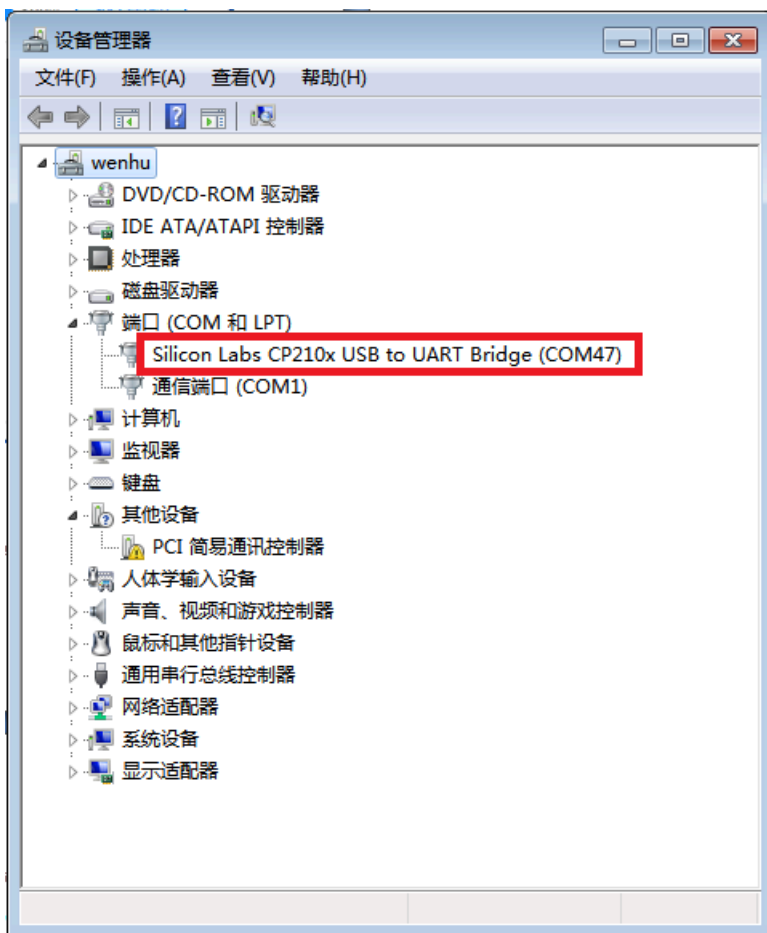 设备管理器
文件(F) 操作(A) 查看(V) 帮助(H)
wenhu
DVD/CD-ROM 驱动器
IDE ATA/ATAPI 控制器
处理器
磁盘驱动器
端口 (COM 和 LPT)
Silicon Labs CP210x USB to UART Bridge (COM47)
通信端口 (COM1)
计算机
监视器
键盘
其他设备
PCI 简易通讯控制器
人体学输入设备
声音、视频和游戏控制器
鼠标和其他指针设备
通用串行总线控制器
网络适配器
系统设备
显示适配器